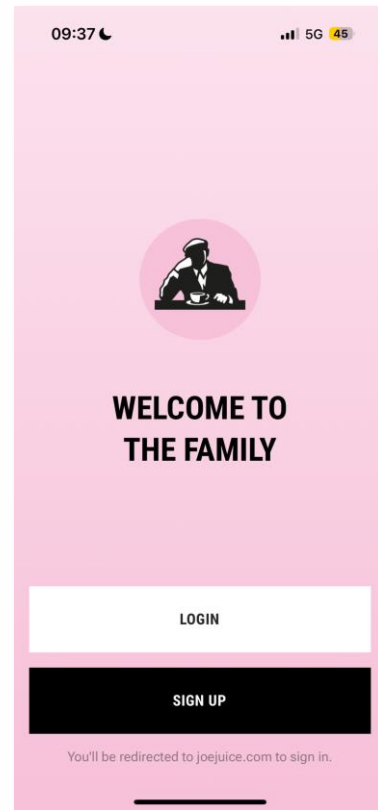 09:37 5G 45
WELCOME TO
THE FAMILY
LOGIN
SIGN UP
You'll be redirected to joejuice.com to sign in.